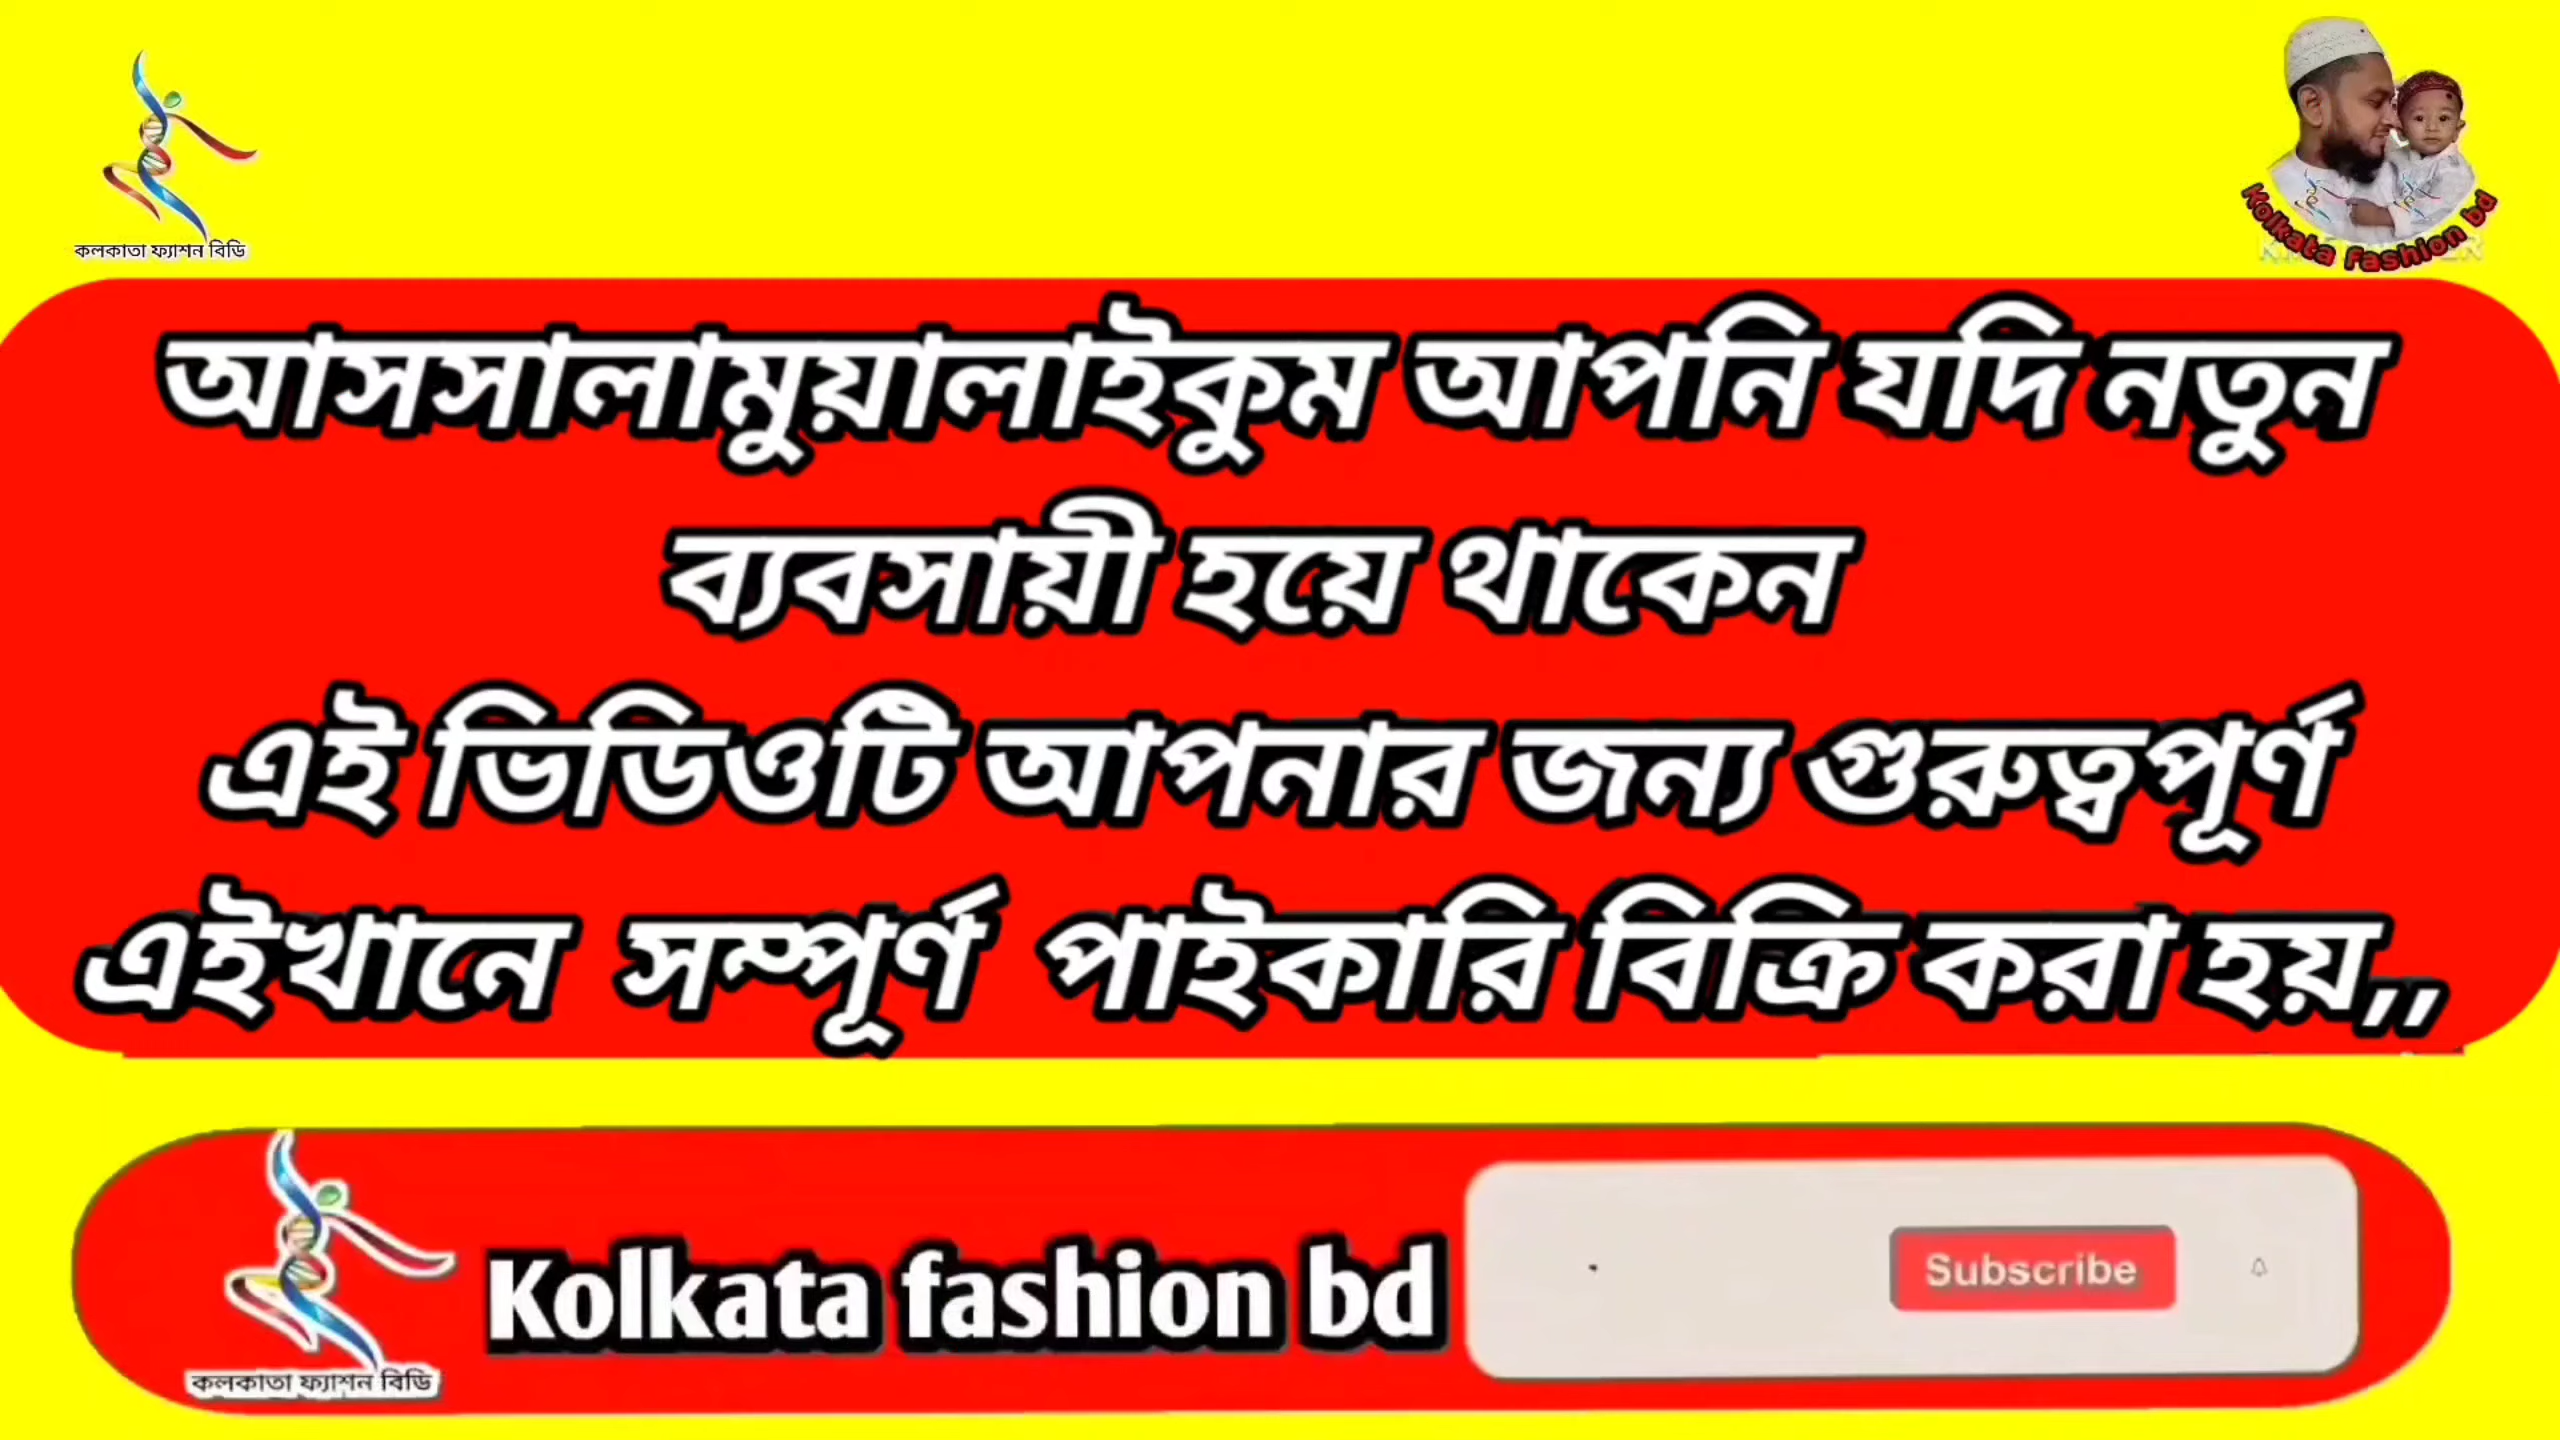 কলকাতা ফ্যাশন বিডি
Kolkata Fashion bd
আসসালামুয়ালাইকুম আপনি যদি নতুন
ব্যবসায়ী হয়ে থাকেন
এই ভিডিওটি আপনার জন্য গুরুত্বপূর্ণ
এইখানে সম্পূর্ণ পাইকারি বিক্রি করা হয়,,
Kolkata fashion bd
Subscribe
কলকাতা ফ্যাশন বিডি